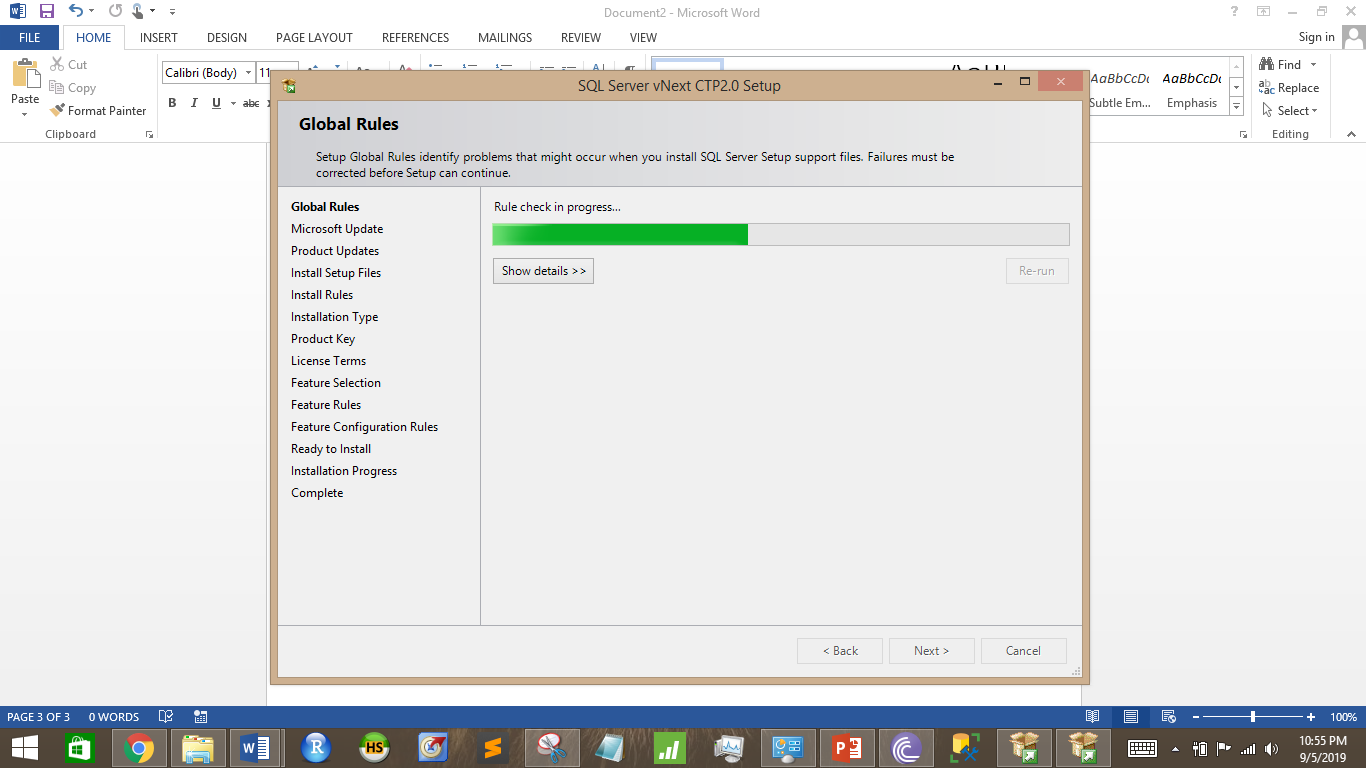 Document2 - Microsoft Word
FILE HOME INSERT DESIGN PAGE LAYOUT REFERENCES MAILINGS REVIEW VIEW Sign in
Paste
Cut
Copy
Format Painter
Clipboard
Calibri (Body) 11
B I U abc
AaBbCcDc AaBbCcDc
Subtle Em... Emphasis
Find
Replace
Select
Editing
SQL Server vNext CTP2.0 Setup
Global Rules
Setup Global Rules identify problems that might occur when you install SQL Server Setup support files. Failures must be
corrected before Setup can continue.
Global Rules
Microsoft Update
Product Updates
Install Setup Files
Install Rules
Installation Type
Product Key
License Terms
Feature Selection
Feature Rules
Feature Configuration Rules
Ready to Install
Installation Progress
Complete
Rule check in progress...
Show details >>
Re-run
< Back Next > Cancel
PAGE 3 OF 3 0 WORDS 100%
R HS S
10:55 PM
9/5/2019